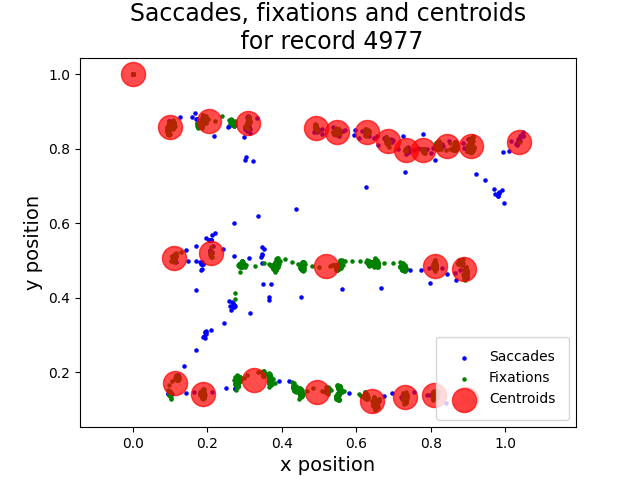 Saccades, fixations and centroids
for record 4977
1.0
0.8
0.6
0.4
0.2
y position
0.0 0.2 0.4 0.6 0.8 1.0
x position
Saccades
Fixations
Centroids